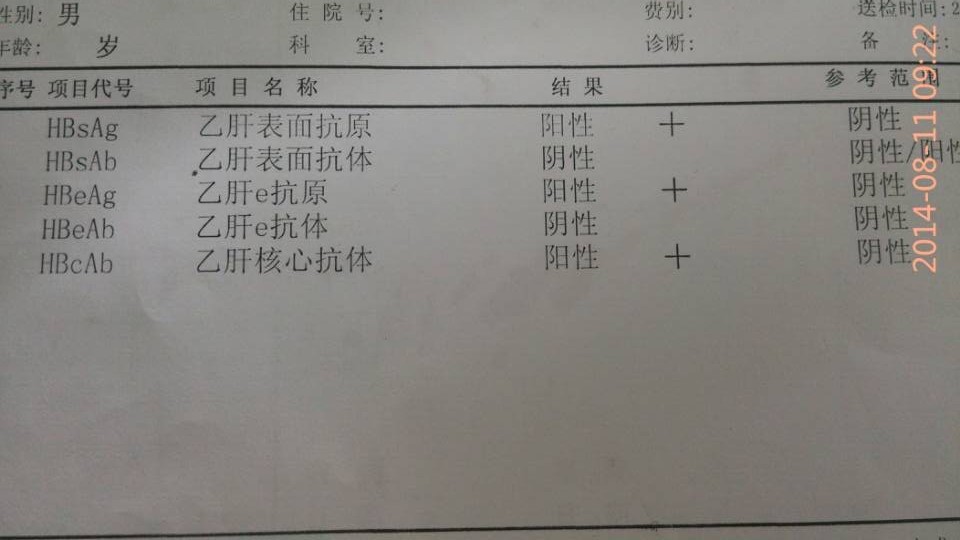 性别: 男 住 院 号: 费别: 送检时间:2
年龄: 岁 科 室: 诊断: 备 注:
序号 项目代号 项 目 名 称 结 果 参 考 范 围
HBsAg 乙肝表面抗原 阳性 + 阴性
HBsAb 乙肝表面抗体 阴性 阴性/阳性
HBeAg 乙肝e抗原 阳性 + 阴性
HBeAb 乙肝e抗体 阴性 阴性
HBcAb 乙肝核心抗体 阳性 + 阴性
2014-08-11 09:22